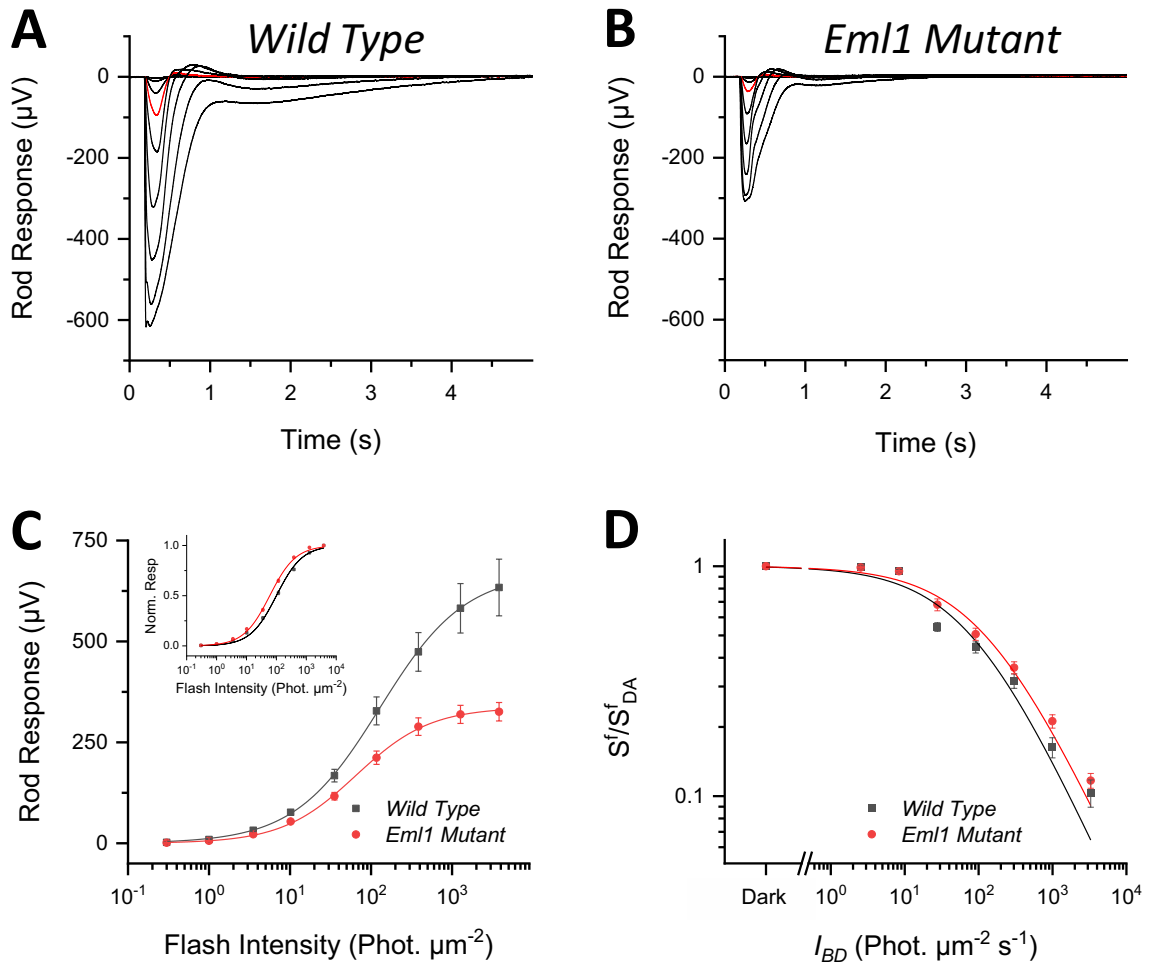 A
Wild Type
Rod Response (µV)
0
-200
-400
-600
0
1
2
3
4
Time (s)
B
Eml1 Mutant
Rod Response (µV)
0
-200
-400
-600
0
1
2
3
4
Time (s)
C
Rod Response (µV)
750
500
250
0
10⁻¹
10⁰
10¹
10²
10³
Flash Intensity (Phot. µm⁻²)
Norm. Resp
1.0
0.5
0.0
10⁻¹
10⁰
10¹
10²
10³
10⁴
Flash Intensity (Phot. µm⁻²)
Wild Type
Eml1 Mutant
D
Sᶠ/Sᶠ_DA
1
0.1
Dark
10⁰
10¹
10²
10³
10⁴
I_BD (Phot. µm⁻² s⁻¹)
Wild Type
Eml1 Mutant